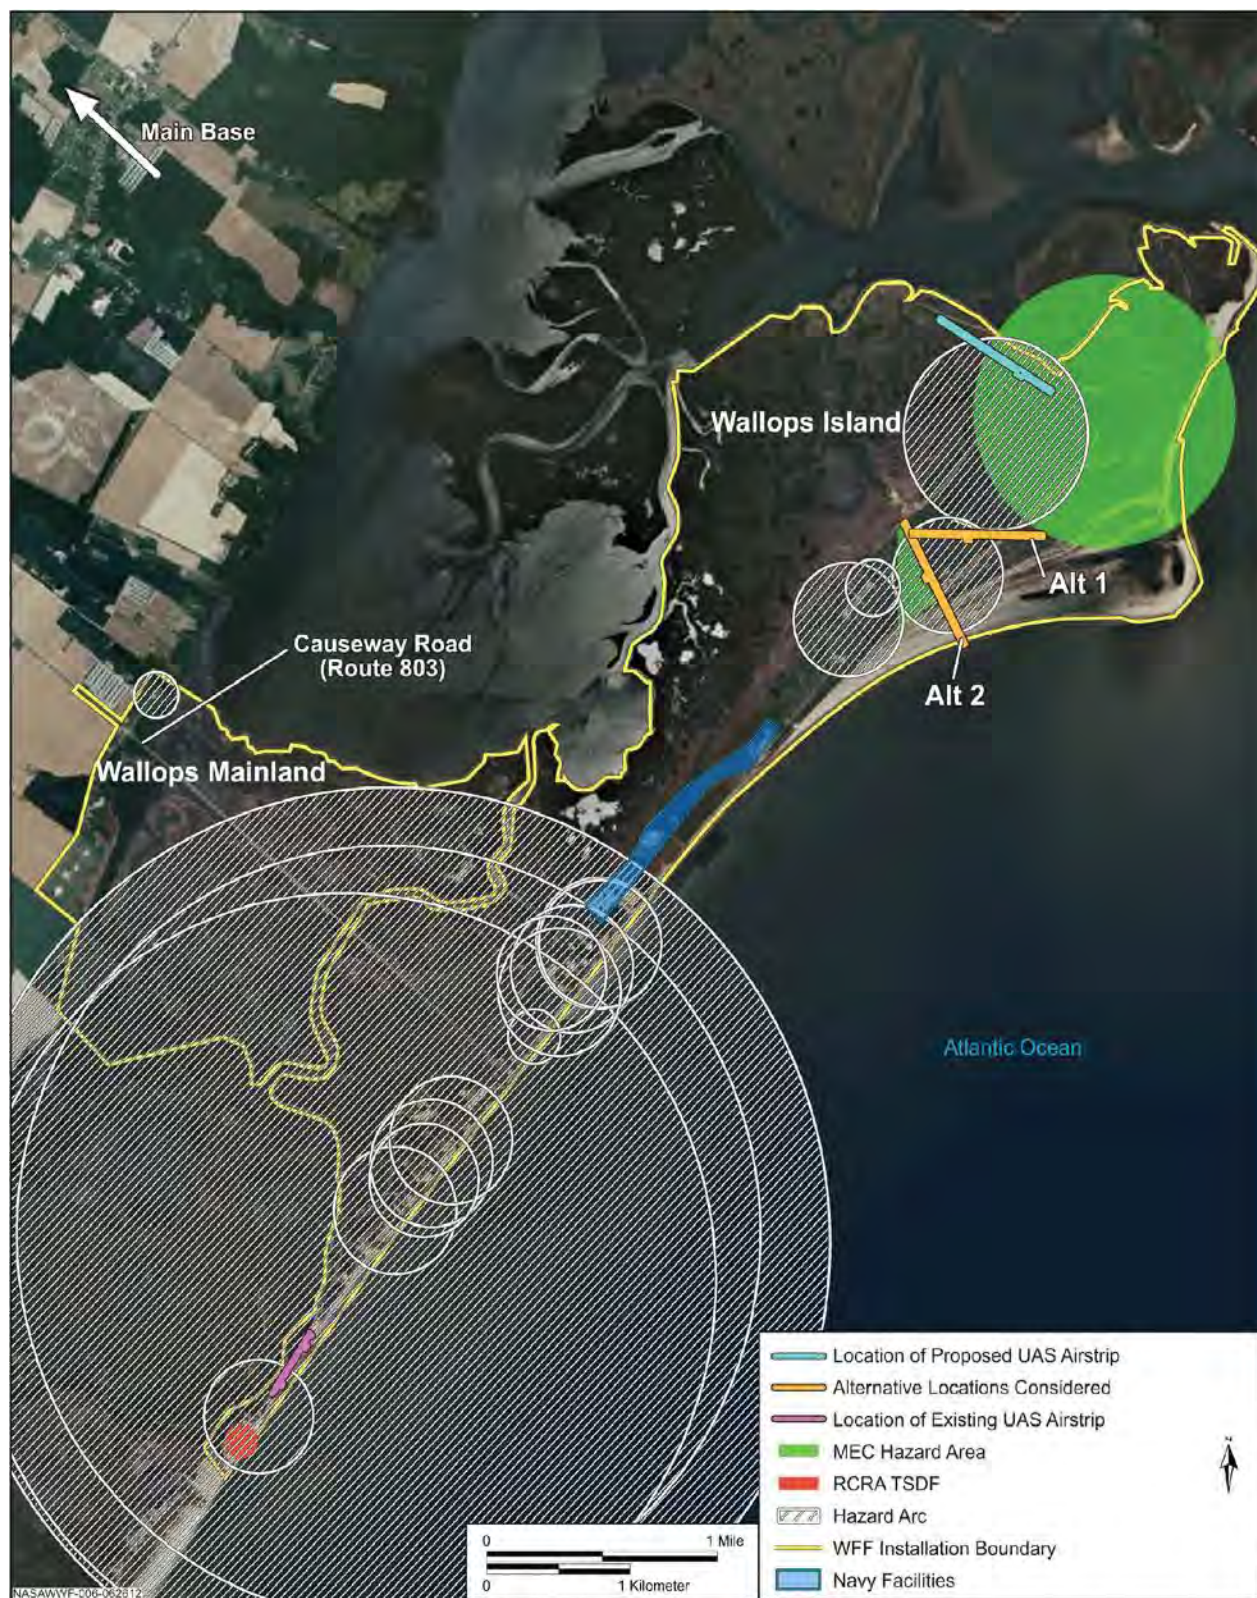 Main Base
Wallops Island
Alt 1
Causeway Road
(Route 803)
Alt 2
Wallops Mainland
Atlantic Ocean
Location of Proposed UAS Airstrip
Alternative Locations Considered
Location of Existing UAS Airstrip
MEC Hazard Area
RCRA TSDF
Hazard Arc
WFF Installation Boundary
Navy Facilities
N
0 1 Mile
0 1 Kilometer
NASAWWF-006-062812